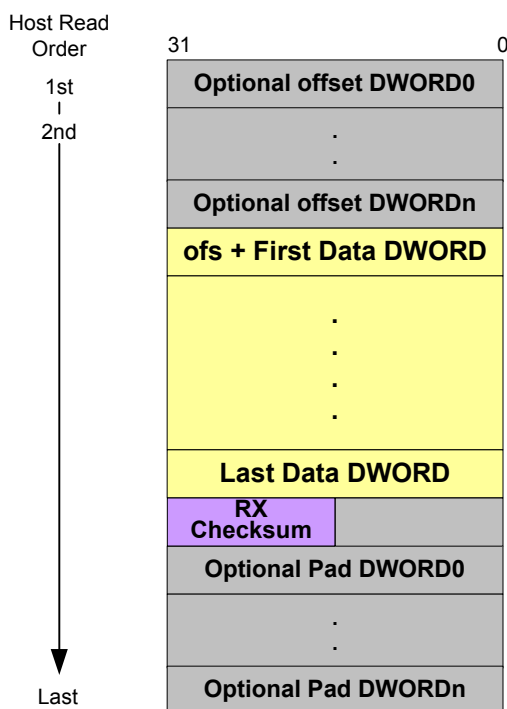 Host Read
Order
31
0
1st
2nd
Last
Optional offset DWORD0
.
.
Optional offset DWORDn
ofs + First Data DWORD
.
.
.
.
Last Data DWORD
RX
Checksum
Optional Pad DWORD0
.
.
Optional Pad DWORDn